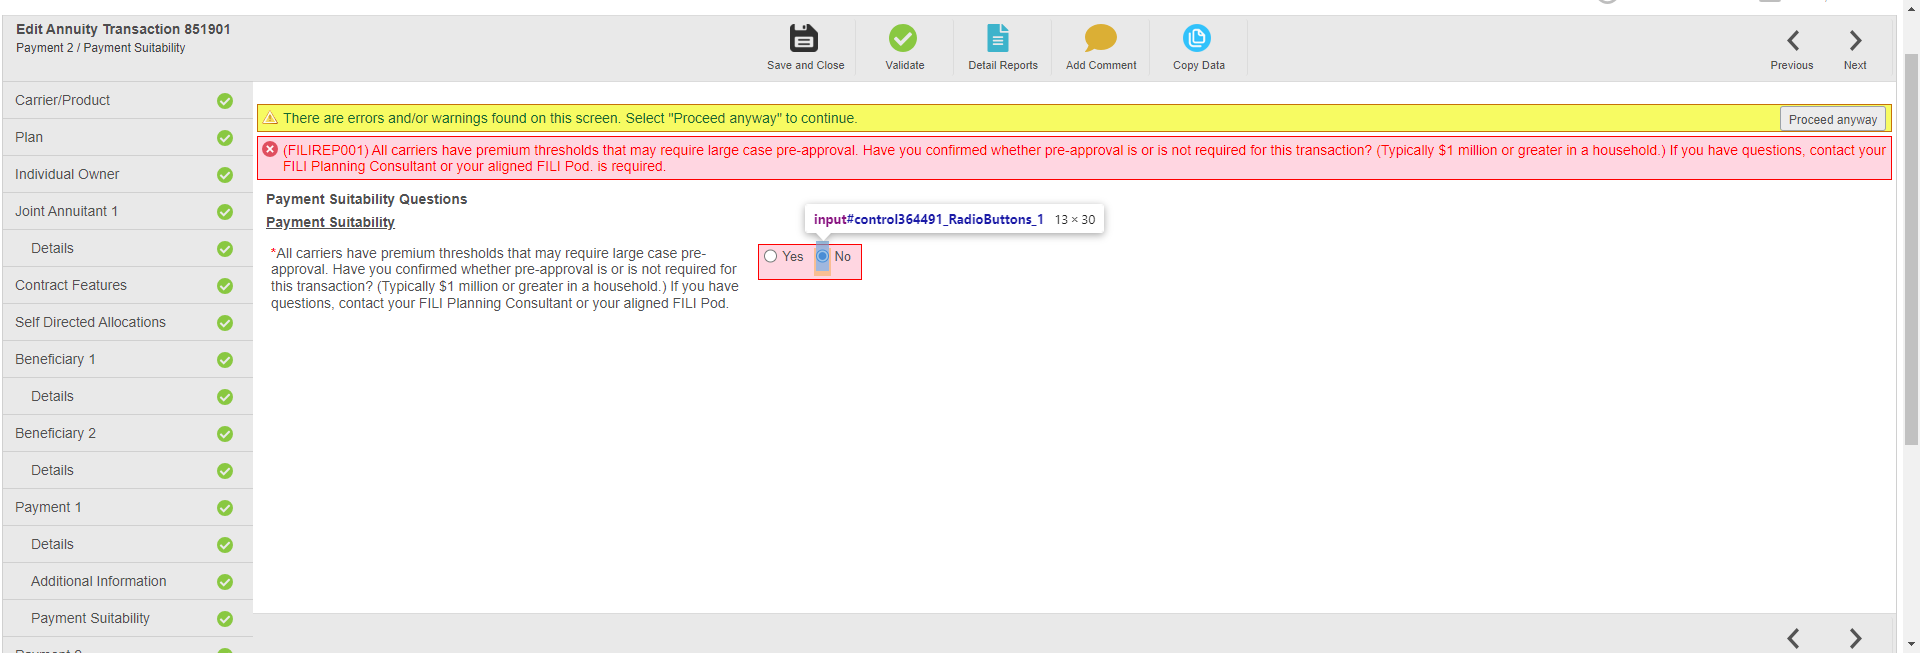 Edit Annuity Transaction 851901
Payment 2 / Payment Suitability
Save and Close
Validate
Detail Reports
Add Comment
Copy Data
Previous
Next
Carrier/Product
Plan
Individual Owner
Joint Annuitant 1
Details
Contract Features
Self Directed Allocations
Beneficiary 1
Details
Beneficiary 2
Details
Payment 1
Details
Additional Information
Payment Suitability
There are errors and/or warnings found on this screen. Select "Proceed anyway" to continue.
Proceed anyway
(FILIREP001) All carriers have premium thresholds that may require large case pre-approval. Have you confirmed whether pre-approval is or is not required for this transaction? (Typically $1 million or greater in a household.) If you have questions, contact your
FILI Planning Consultant or your aligned FILI Pod. is required.
Payment Suitability Questions
Payment Suitability
input#control364491_RadioButtons_1 13 × 30
*All carriers have premium thresholds that may require large case pre-
approval. Have you confirmed whether pre-approval is or is not required for
this transaction? (Typically $1 million or greater in a household.) If you have
questions, contact your FILI Planning Consultant or your aligned FILI Pod.
Yes
No